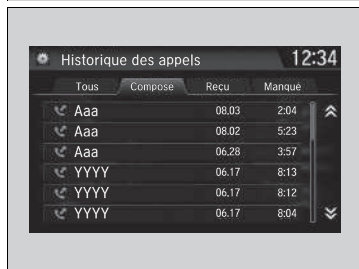 Historique des appels 12:34
Tous Compose Reçu Manque
Aaa 08.03 2:04
Aaa 08.02 5:23
Aaa 06.28 3:57
YYYY 06.17 8:13
YYYY 06.17 8:12
YYYY 06.17 8:04